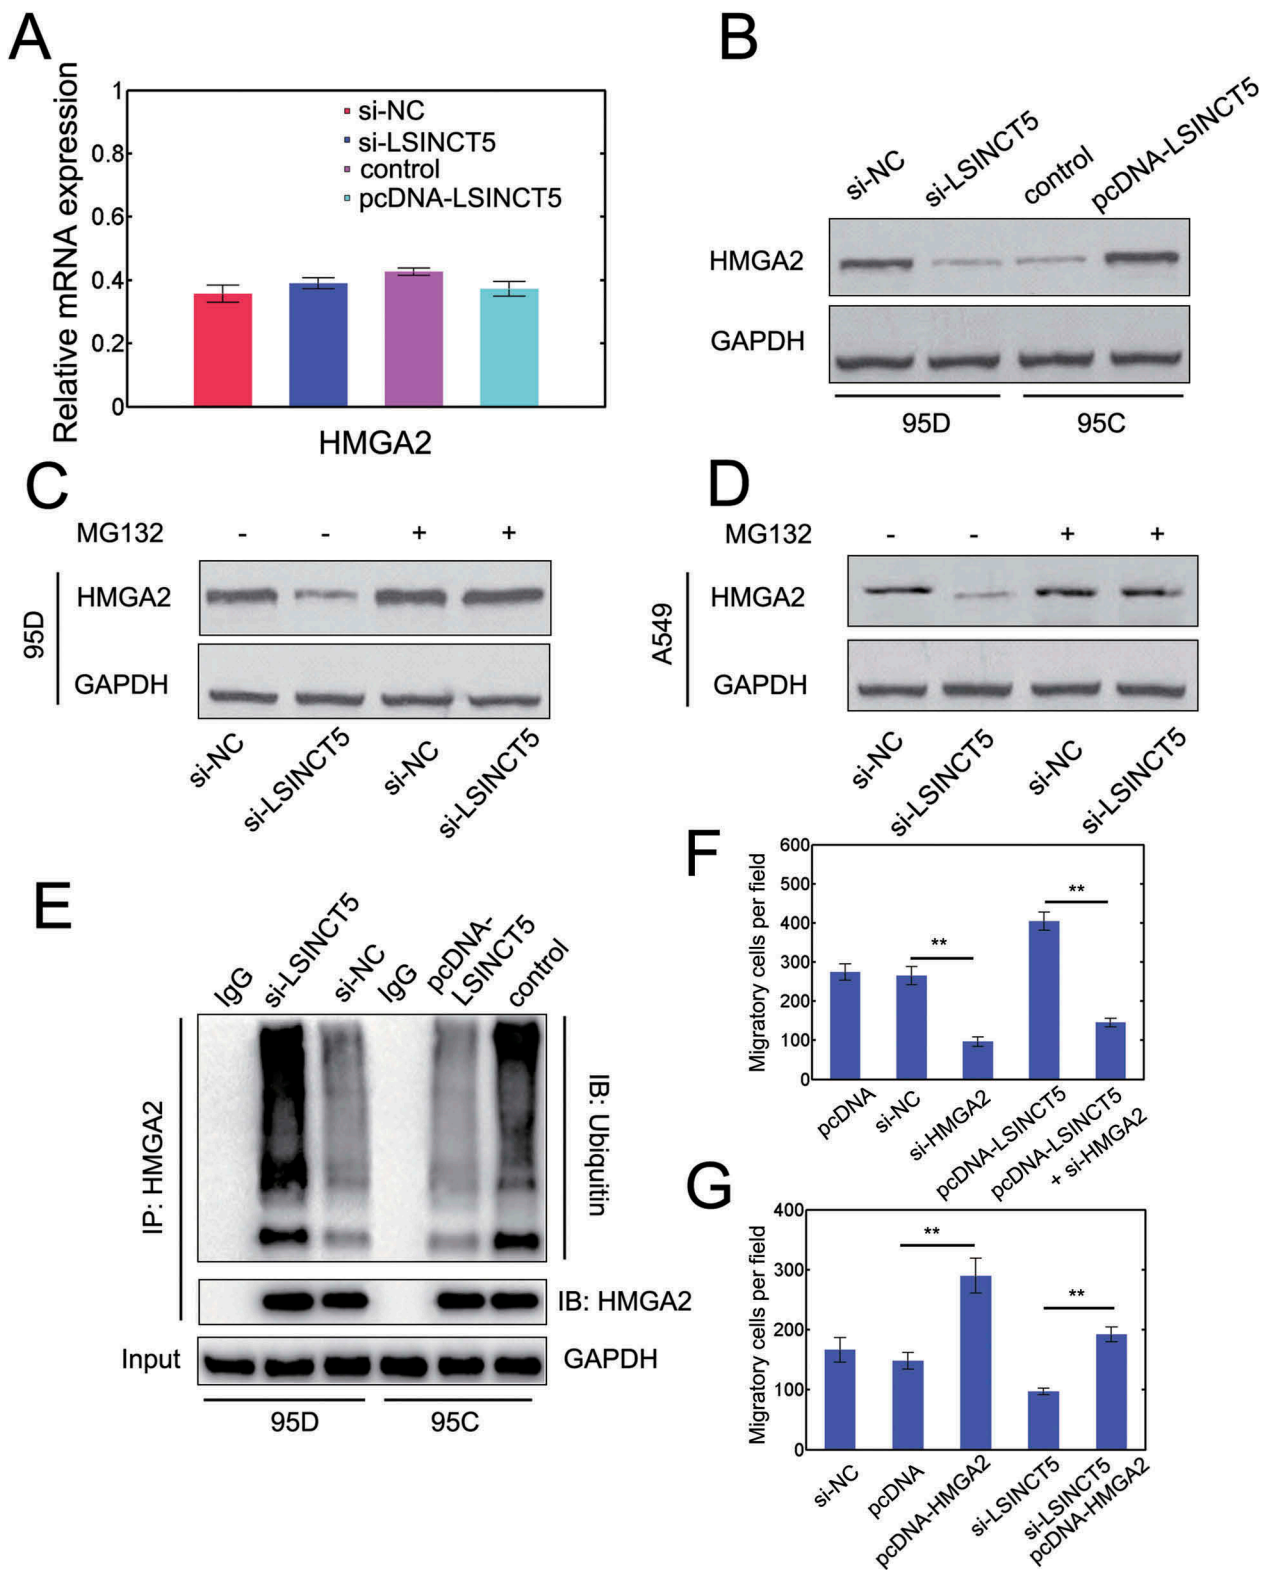 A
Relative mRNA expression
1
0.8
0.6
0.4
0.2
0
si-NC
si-LSINCT5
control
pcDNA-LSINCT5
HMGA2
B
si-NC
si-LSINCT5
control
pcDNA-LSINCT5
HMGA2
GAPDH
95D
95C
C
MG132 - - + +
95D
HMGA2
GAPDH
si-NC
si-LSINCT5
si-NC
si-LSINCT5
D
MG132 - - + +
A549
HMGA2
GAPDH
si-NC
si-LSINCT5
si-NC
si-LSINCT5
E
IgG
si-LSINCT5
si-NC
IgG
pcDNA-
LSINCT5
control
IP: HMGA2
IB: Ubiquitin
IB: HMGA2
Input
GAPDH
95D
95C
F
Migratory cells per field
600
500
400
300
200
100
0
**
**
pcDNA
si-NC
si-HMGA2
pcDNA-LSINCT5
pcDNA-LSINCT5
+ si-HMGA2
G
Migratory cells per field
400
300
200
100
0
**
**
si-NC
pcDNA
pcDNA-HMGA2
si-LSINCT5
si-LSINCT5
pcDNA-HMGA2